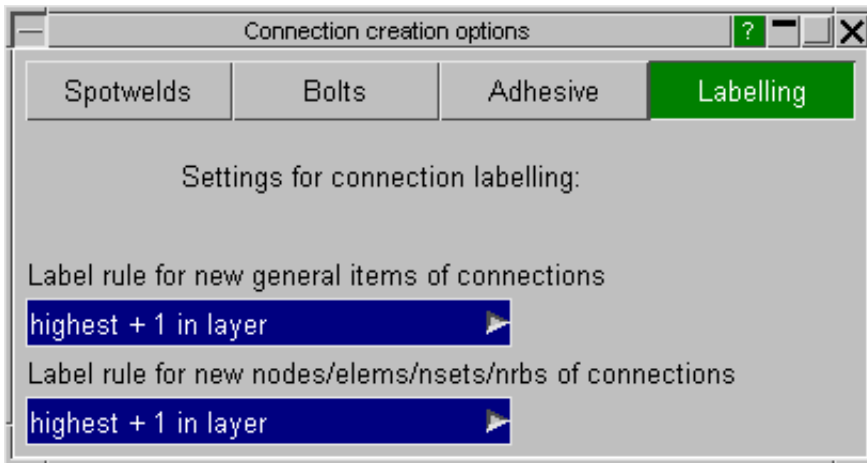 Connection creation options ?
Spotwelds Bolts Adhesive Labelling
Settings for connection labelling:
Label rule for new general items of connections
highest + 1 in layer
Label rule for new nodes/elems/nsets/nrbs of connections
highest + 1 in layer